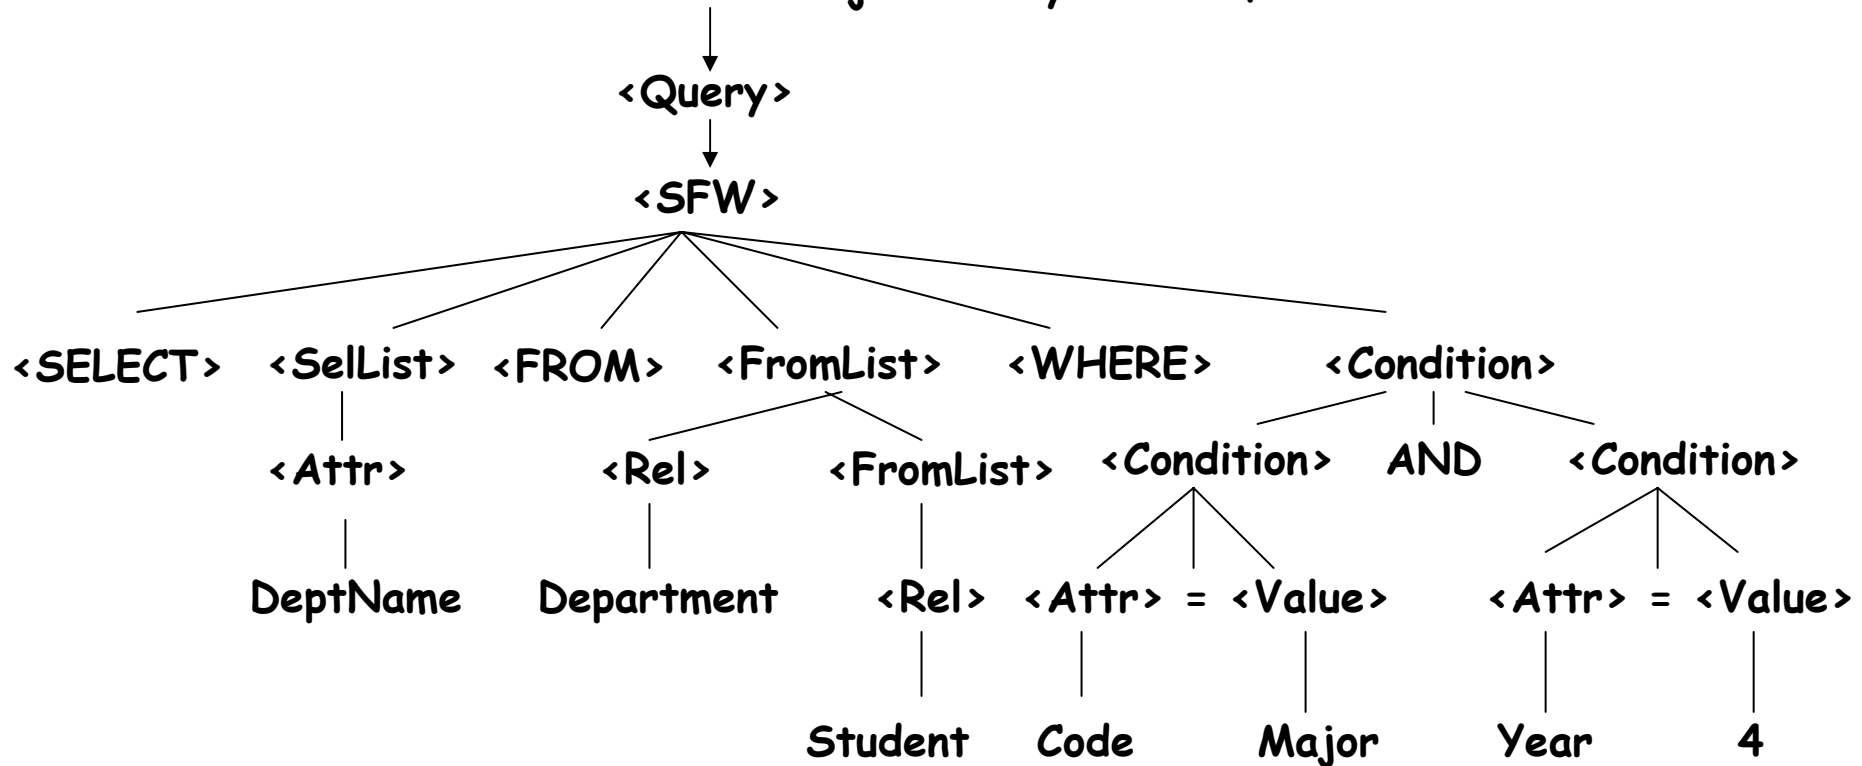 <Query>
<SFW>
<SELECT> <SelList> <FROM> <FromList> <WHERE> <Condition>
<Attr> <Rel> <FromList> <Condition> AND <Condition>
DeptName Department <Rel> <Attr> = <Value> <Attr> = <Value>
Student Code Major Year 4